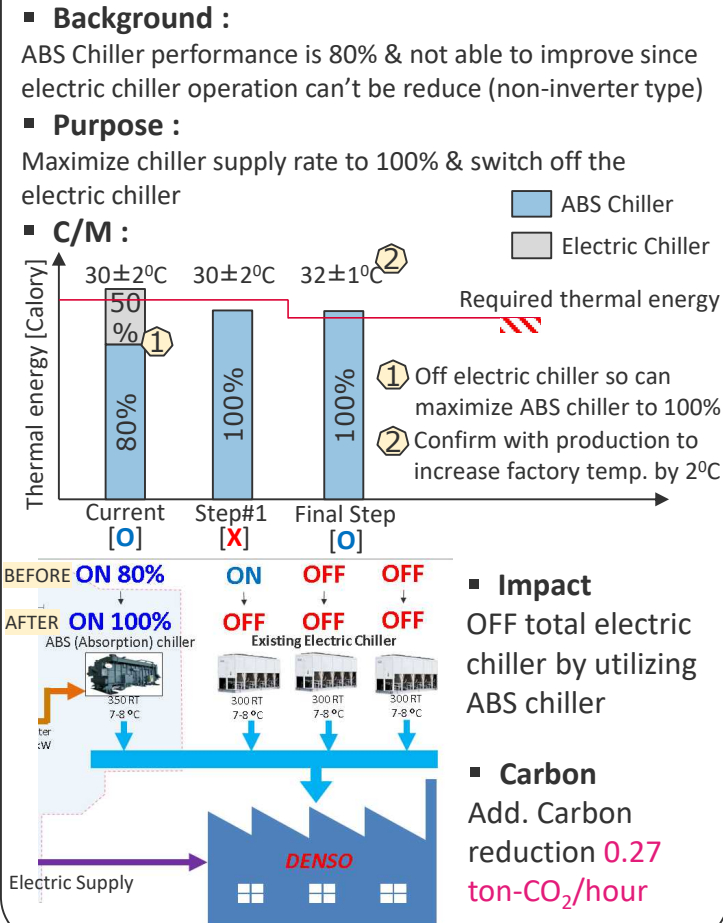 ▪ Background :
ABS Chiller performance is 80% & not able to improve since
electric chiller operation can't be reduce (non-inverter type)
▪ Purpose :
Maximize chiller supply rate to 100% & switch off the
electric chiller
▪ C/M :
ABS Chiller
Electric Chiller
Thermal energy [Calory]
30±2⁰C 30±2⁰C 32±1⁰C 2
Required thermal energy
50
%
1
80%
100%
100%
1 Off electric chiller so can
maximize ABS chiller to 100%
2 Confirm with production to
increase factory temp. by 2⁰C
Current Step#1 Final Step
[O] [X] [O]
BEFORE ON 80% ON OFF OFF
AFTER ON 100% OFF OFF OFF
ABS (Absorption) chiller Existing Electric Chiller
350 RT 300 RT 300 RT 300 RT
7-8 ºC 7-8 ºC 7-8 ºC 7-8 ºC
▪ Impact
OFF total electric
chiller by utilizing
ABS chiller
▪ Carbon
Add. Carbon
reduction 0.27
ton-CO₂/hour
DENSO
Electric Supply